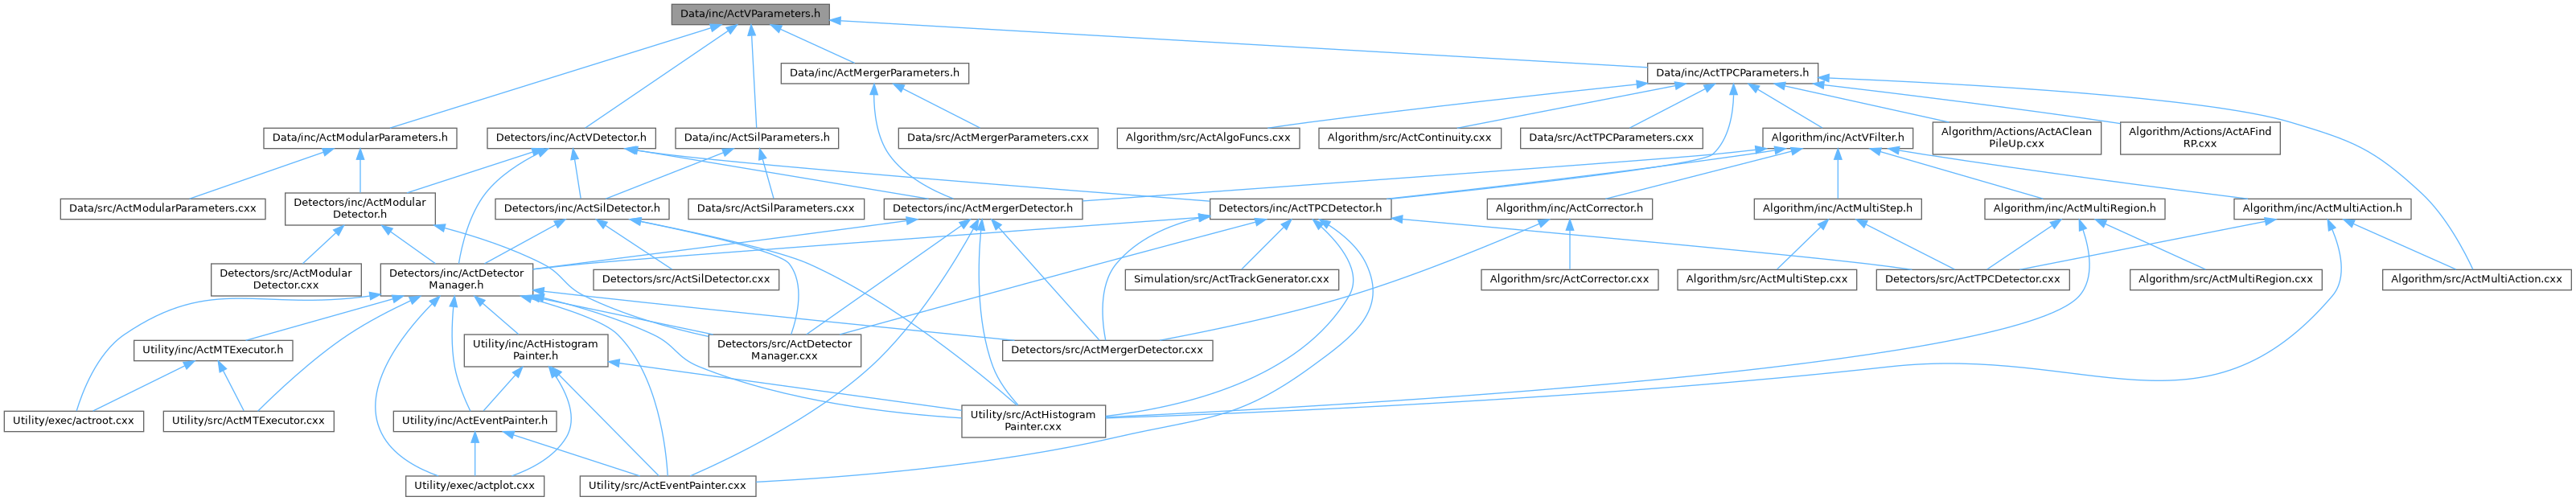 Data/inc/ActVParameters.h
Data/inc/ActMergerParameters.h
Data/inc/ActTPCParameters.h
Data/inc/ActModularParameters.h
Detectors/inc/ActVDetector.h
Data/inc/ActSilParameters.h
Data/src/ActMergerParameters.cxx
Algorithm/src/ActAlgoFuncs.cxx
Algorithm/src/ActContinuity.cxx
Data/src/ActTPCParameters.cxx
Algorithm/inc/ActVFilter.h
Algorithm/Actions/ActAClean
PileUp.cxx
Algorithm/Actions/ActAFind
RP.cxx
Data/src/ActModularParameters.cxx
Detectors/inc/ActModular
Detector.h
Detectors/inc/ActSilDetector.h
Data/src/ActSilParameters.cxx
Detectors/inc/ActMergerDetector.h
Detectors/inc/ActTPCDetector.h
Algorithm/inc/ActCorrector.h
Algorithm/inc/ActMultiStep.h
Algorithm/inc/ActMultiRegion.h
Algorithm/inc/ActMultiAction.h
Detectors/src/ActModular
Detector.cxx
Detectors/inc/ActDetector
Manager.h
Detectors/src/ActSilDetector.cxx
Simulation/src/ActTrackGenerator.cxx
Algorithm/src/ActCorrector.cxx
Algorithm/src/ActMultiStep.cxx
Detectors/src/ActTPCDetector.cxx
Algorithm/src/ActMultiRegion.cxx
Algorithm/src/ActMultiAction.cxx
Utility/inc/ActMTExecutor.h
Utility/inc/ActHistogram
Painter.h
Detectors/src/ActDetector
Manager.cxx
Detectors/src/ActMergerDetector.cxx
Utility/exec/actroot.cxx
Utility/src/ActMTExecutor.cxx
Utility/inc/ActEventPainter.h
Utility/src/ActHistogram
Painter.cxx
Utility/exec/actplot.cxx
Utility/src/ActEventPainter.cxx